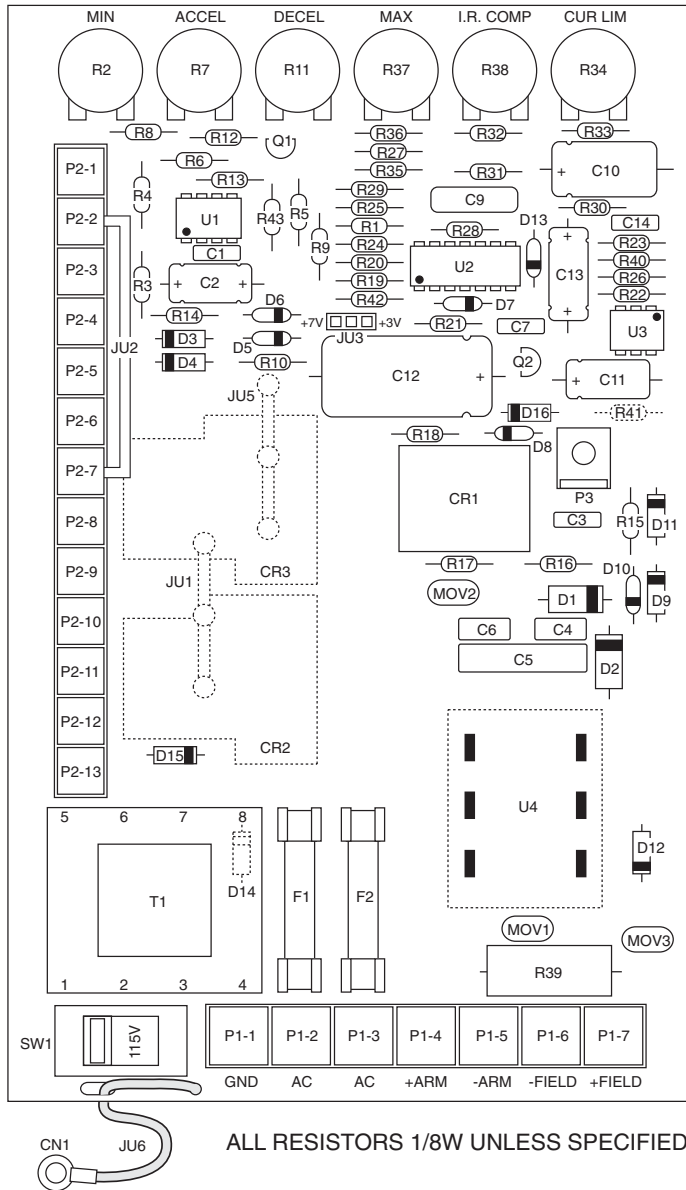 MIN ACCEL DECEL MAX I.R. COMP CUR LIM
R2 R7 R11 R37 R38 R34
R8 R12 Q1 R36 R32 R33
R27
P2-1 R6 R35 R31 C10 +
R4 R13 R29 C9
P2-2 U1 R43 R5 R25 R30
R1 R28 D13 C14
R9 R24 R23
C1 R20 U2 + C13 R40
P2-3 R3 + C2 R19 R26
R42 D7 R22
R14 D6 +7V +3V R21 C7 U3
P2-4 D3 JU3
JU2 D4 D5 R10 Q2
P2-5 C12 + + C11
JU5 D16 R41
P2-6 R18 D8
P2-7 CR1 P3
P2-8 C3 R15 D11
P2-9 JU1 CR3 R17 R16 D10
MOV2 D1 D9
P2-10 C6 C4
P2-11 C5 D2
P2-12 CR2
P2-13 D15
5 6 7 8 U4
D14 D12
T1 F1 F2
MOV1 MOV3
1 2 3 4 R39
SW1 115V P1-1 P1-2 P1-3 P1-4 P1-5 P1-6 P1-7
GND AC AC +ARM -ARM -FIELD +FIELD
CN1 JU6 ALL RESISTORS 1/8W UNLESS SPECIFIED